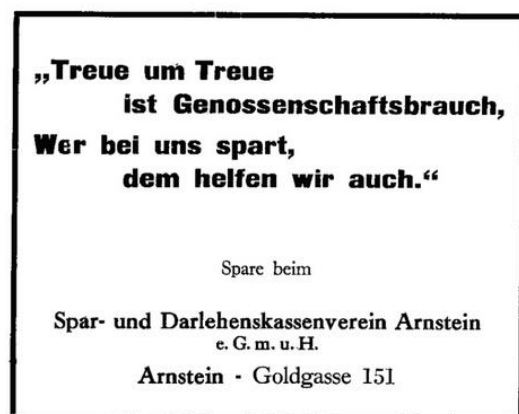 „Treue um Treue
ist Genossenschaftsbrauch,
Wer bei uns spart,
dem helfen wir auch.“
Spare beim
Spar- und Darlehenskassenverein Arnstein
e. G. m. u. H.
Arnstein - Goldgasse 151